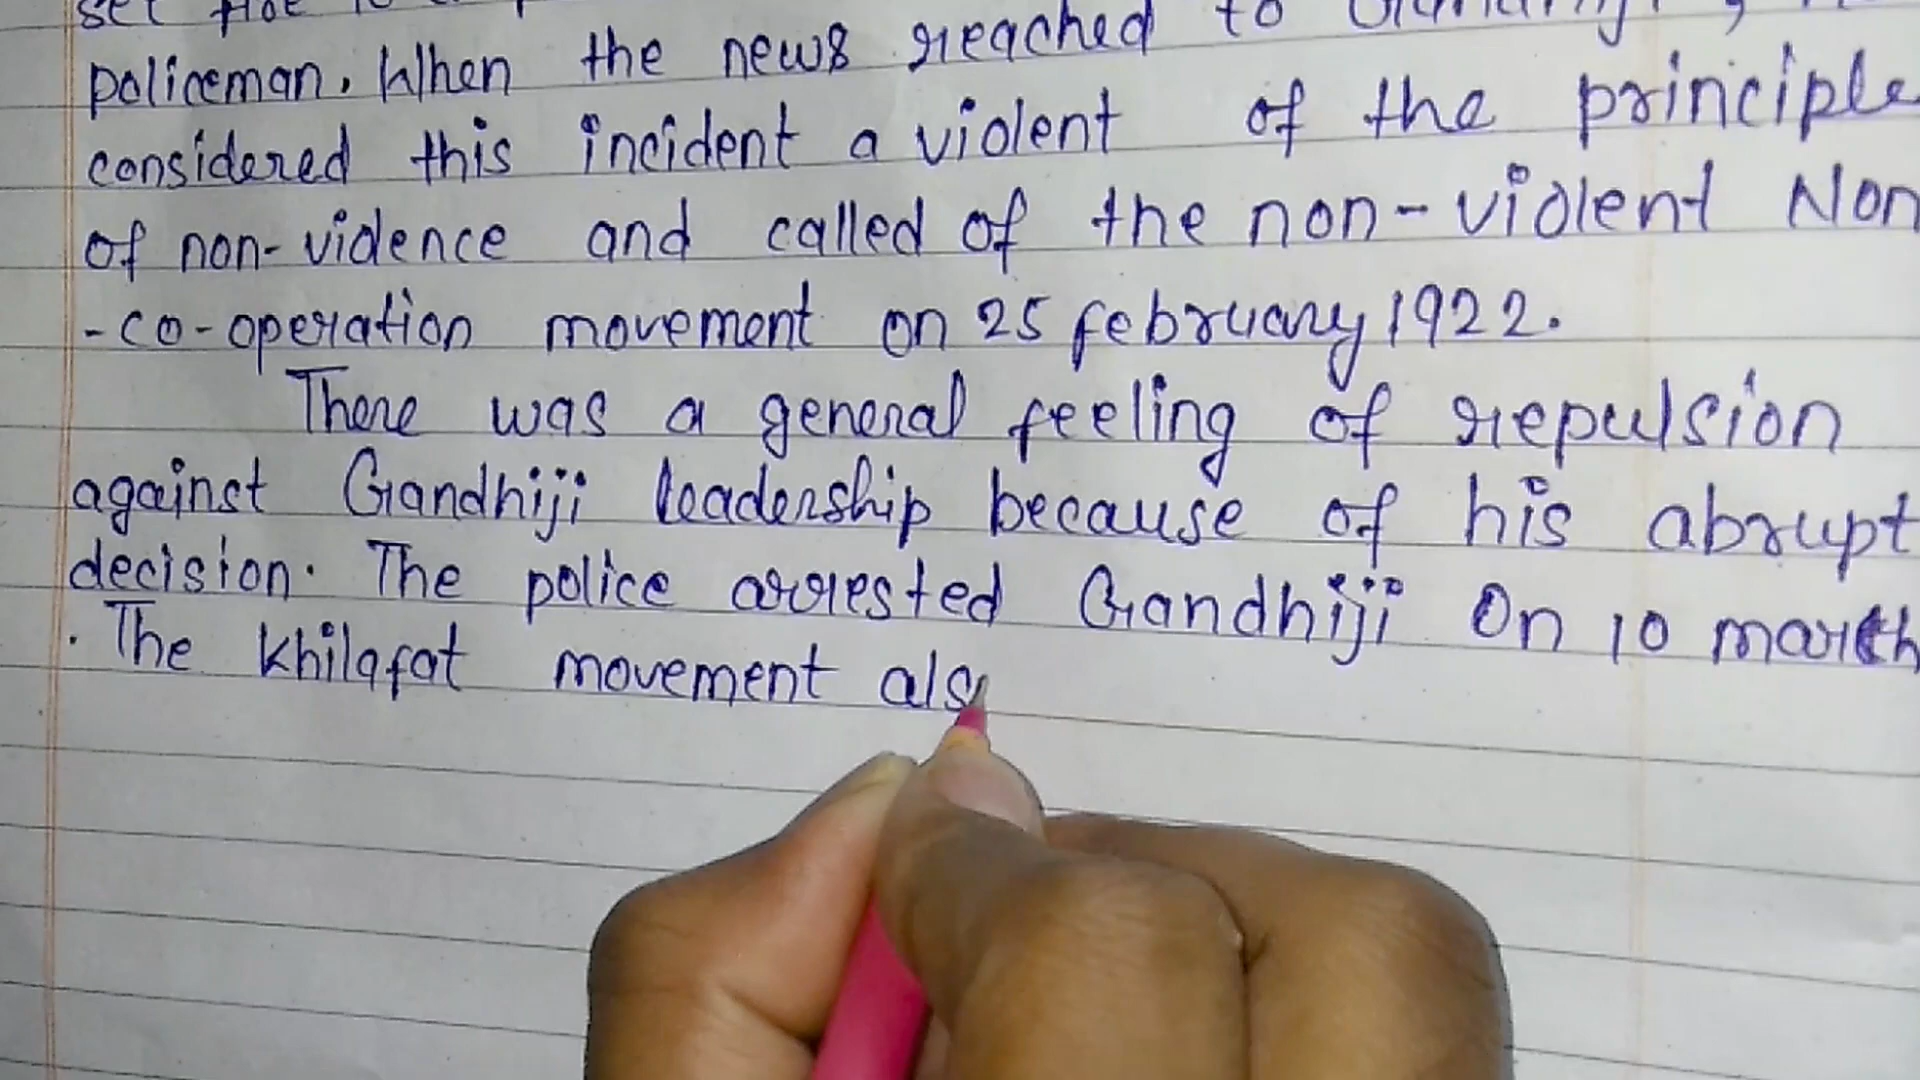 policeman. When the news reached to Gandhiji,
considered this incident a violent of the principle
of non-vidence and called of the non-violent Non
-co-operation movement on 25 february 1922.
There was a general feeling of repulsion
against Gandhiji leadership because of his abrupt
decision. The police arrested Gandhiji On 10 march
. The khilafat movement als